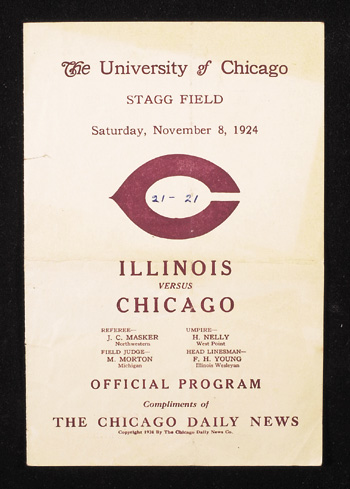 The University of Chicago
STAGG FIELD
Saturday, November 8, 1924
21 - 21
ILLINOIS
VERSUS
CHICAGO
REFEREE— UMPIRE—
J. C. MASKER H. NELLY
Northwestern West Point
FIELD JUDGE— HEAD LINESMAN—
M. MORTON F. H. YOUNG
Michigan Illinois Wesleyan
OFFICIAL PROGRAM
Compliments of
THE CHICAGO DAILY NEWS
Copyright 1924 By The Chicago Daily News Co.